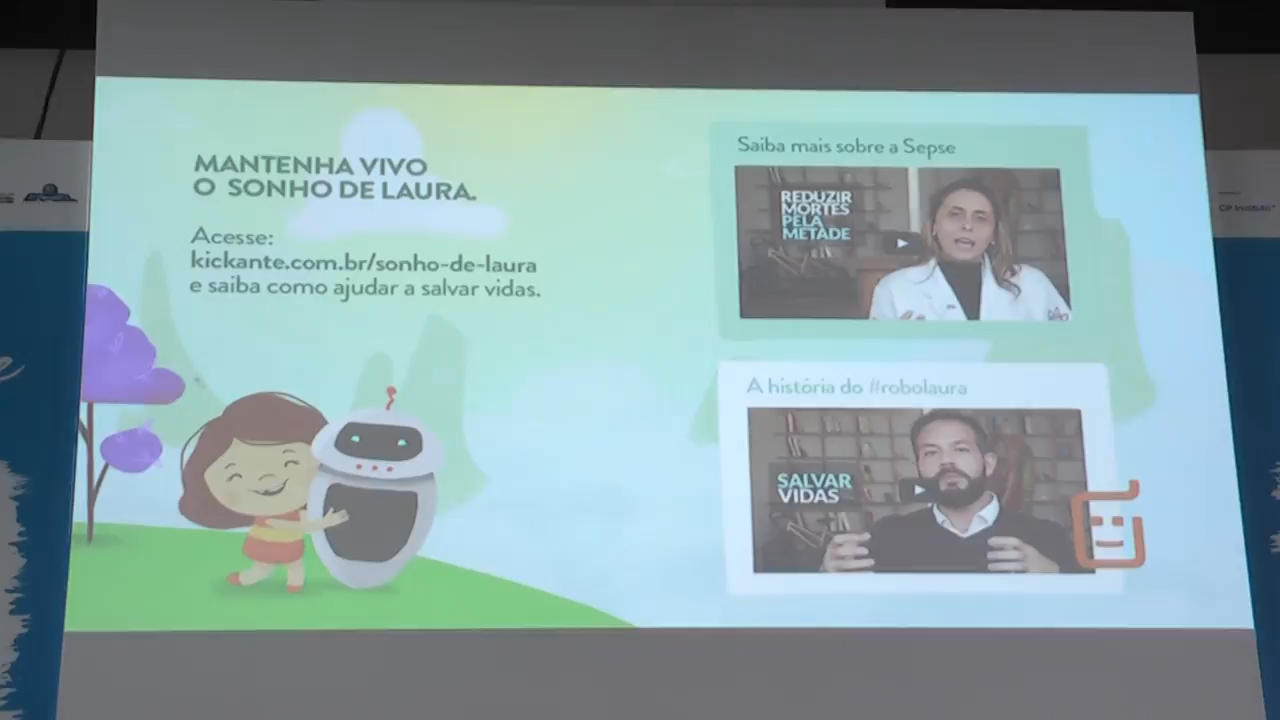 MANTENHA VIVO
O SONHO DE LAURA.
Acesse:
kickante.com.br/sonho-de-laura
e saiba como ajudar a salvar vidas.
Saiba mais sobre a Sepse
REDUZIR
MORTES
PELA
METADE
A história do #robolaura
SALVAR
VIDAS